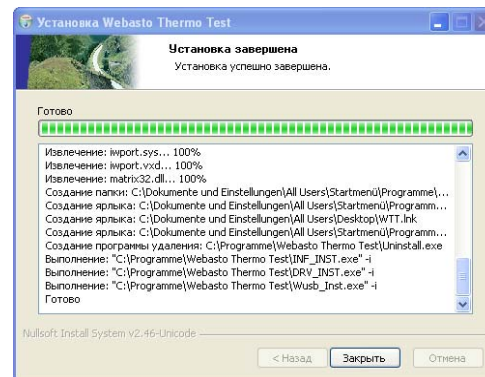 Установка Webasto Thermo Test
Установка завершена
Установка успешно завершена.
Готово
Извлечение: iwport.sys... 100%
Извлечение: iwport.vxd... 100%
Извлечение: matrix32.dll... 100%
Создание папки: C:\Dokumente und Einstellungen\All Users\Startmenü\Programme\...
Создание ярлыка: C:\Dokumente und Einstellungen\All Users\Startmenü\Programm...
Создание ярлыка: C:\Dokumente und Einstellungen\All Users\Desktop\WTT.lnk
Создание ярлыка: C:\Dokumente und Einstellungen\All Users\Startmenü\Programm...
Создание программы удаления: C:\Programme\Webasto Thermo Test\Uninstall.exe
Выполнение: "C:\Programme\Webasto Thermo Test\INF_INST.exe" -i
Выполнение: "C:\Programme\Webasto Thermo Test\DRV_INST.exe" -i
Выполнение: "C:\Programme\Webasto Thermo Test\Wusb_Inst.exe" -i
Готово
Nullsoft Install System v2.46-Unicode
< Назад Закрыть Отмена